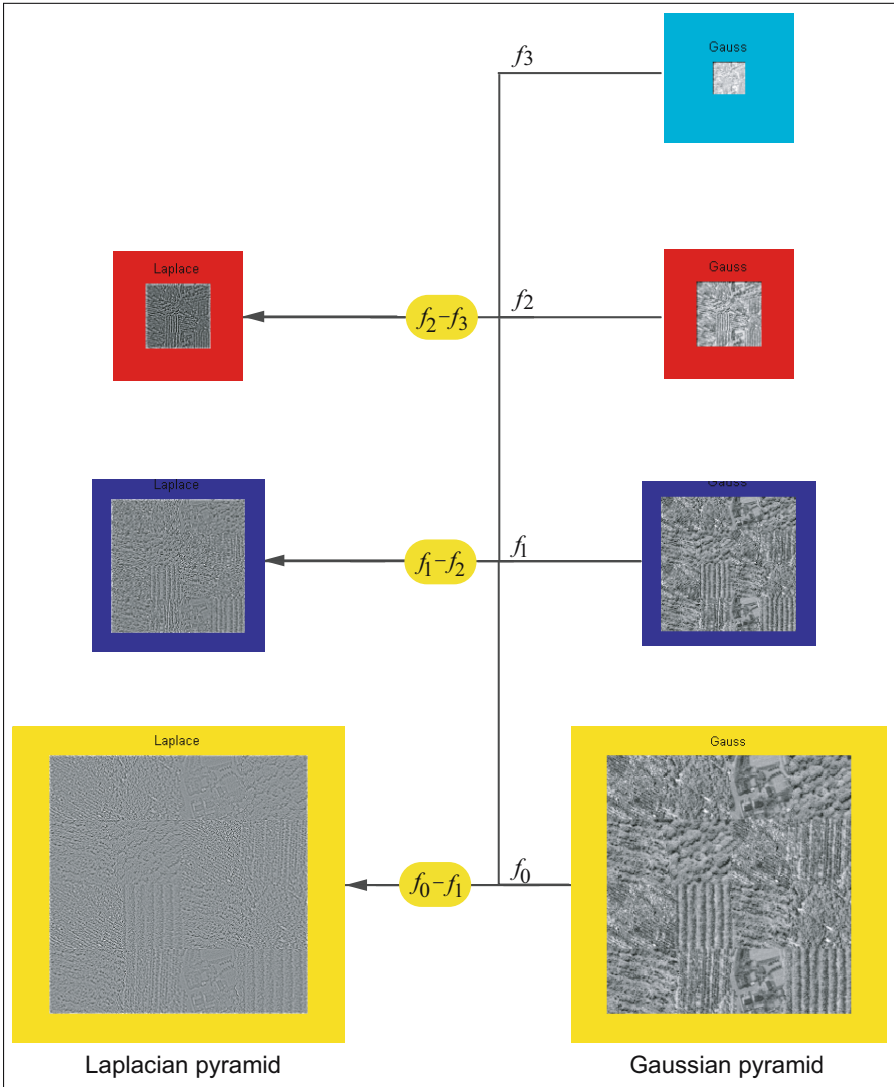 f3
Gauss
Laplace
f2−f3
f2
Gauss
Laplace
f1−f2
f1
Gauss
Laplace
f0−f1
f0
Gauss
Laplacian pyramid
Gaussian pyramid